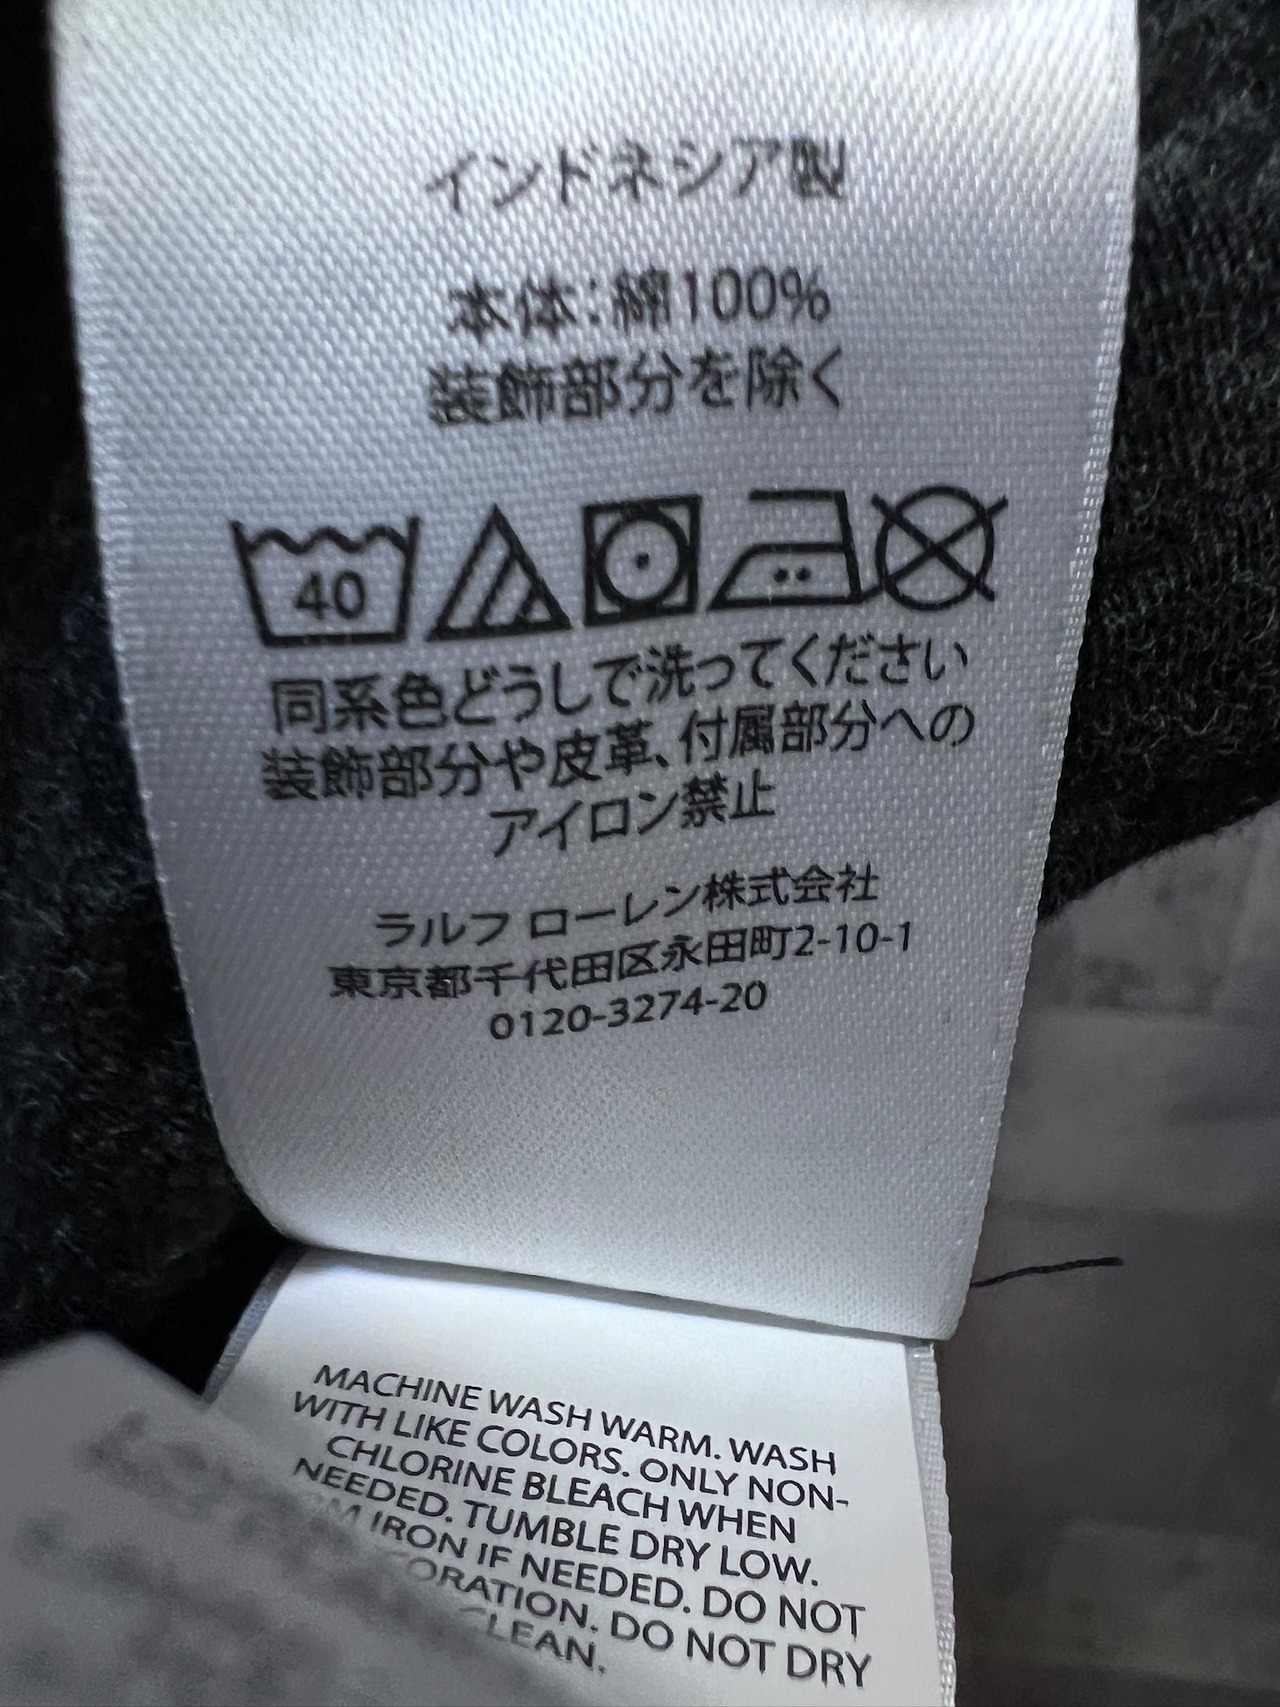 インドネシア製
本体:綿100%
装飾部分を除く
40
同系色どうしで洗ってください
装飾部分や皮革、付属部分への
アイロン禁止
ラルフ ローレン株式会社
東京都千代田区永田町2-10-1
0120-3274-20
MACHINE WASH WARM. WASH
WITH LIKE COLORS. ONLY NON-
CHLORINE BLEACH WHEN
NEEDED. TUMBLE DRY LOW.
IRON IF NEEDED. DO NOT
DO NOT DRY
CLEAN.